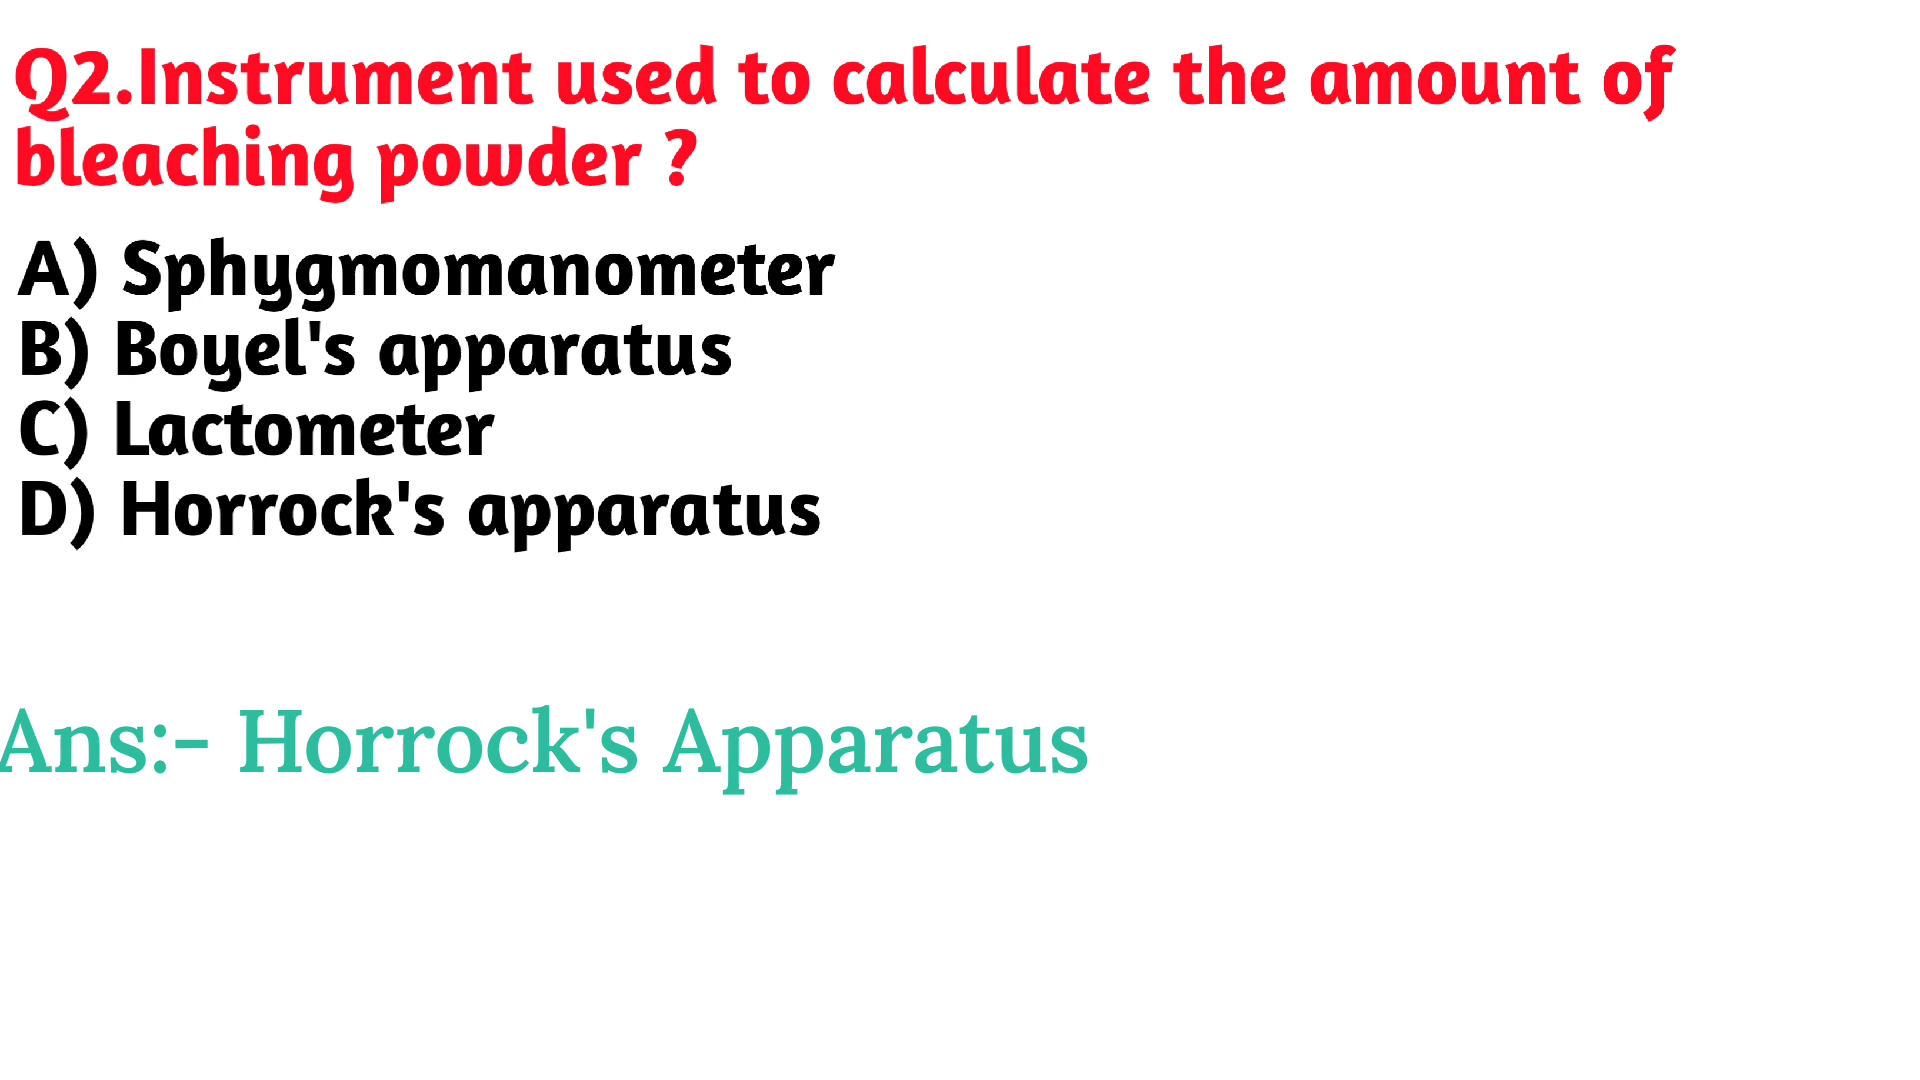 Q2.Instrument used to calculate the amount of
bleaching powder ?
A) Sphygmomanometer
B) Boyel's apparatus
C) Lactometer
D) Horrock's apparatus
Ans:- Horrock's Apparatus